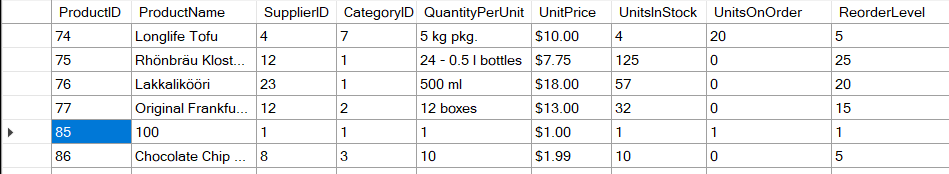 ProductID ProductName SupplierID CategoryID QuantityPerUnit UnitPrice UnitsInStock UnitsOnOrder ReorderLevel
74 Longlife Tofu 4 7 5 kg pkg. $10.00 4 20 5
75 Rhönbräu Klost... 12 1 24 - 0.5 l bottles $7.75 125 0 25
76 Lakkalikööri 23 1 500 ml $18.00 57 0 20
77 Original Frankfu... 12 2 12 boxes $13.00 32 0 15
85 100 1 1 1 $1.00 1 1 1
86 Chocolate Chip ... 8 3 10 $1.99 10 0 5